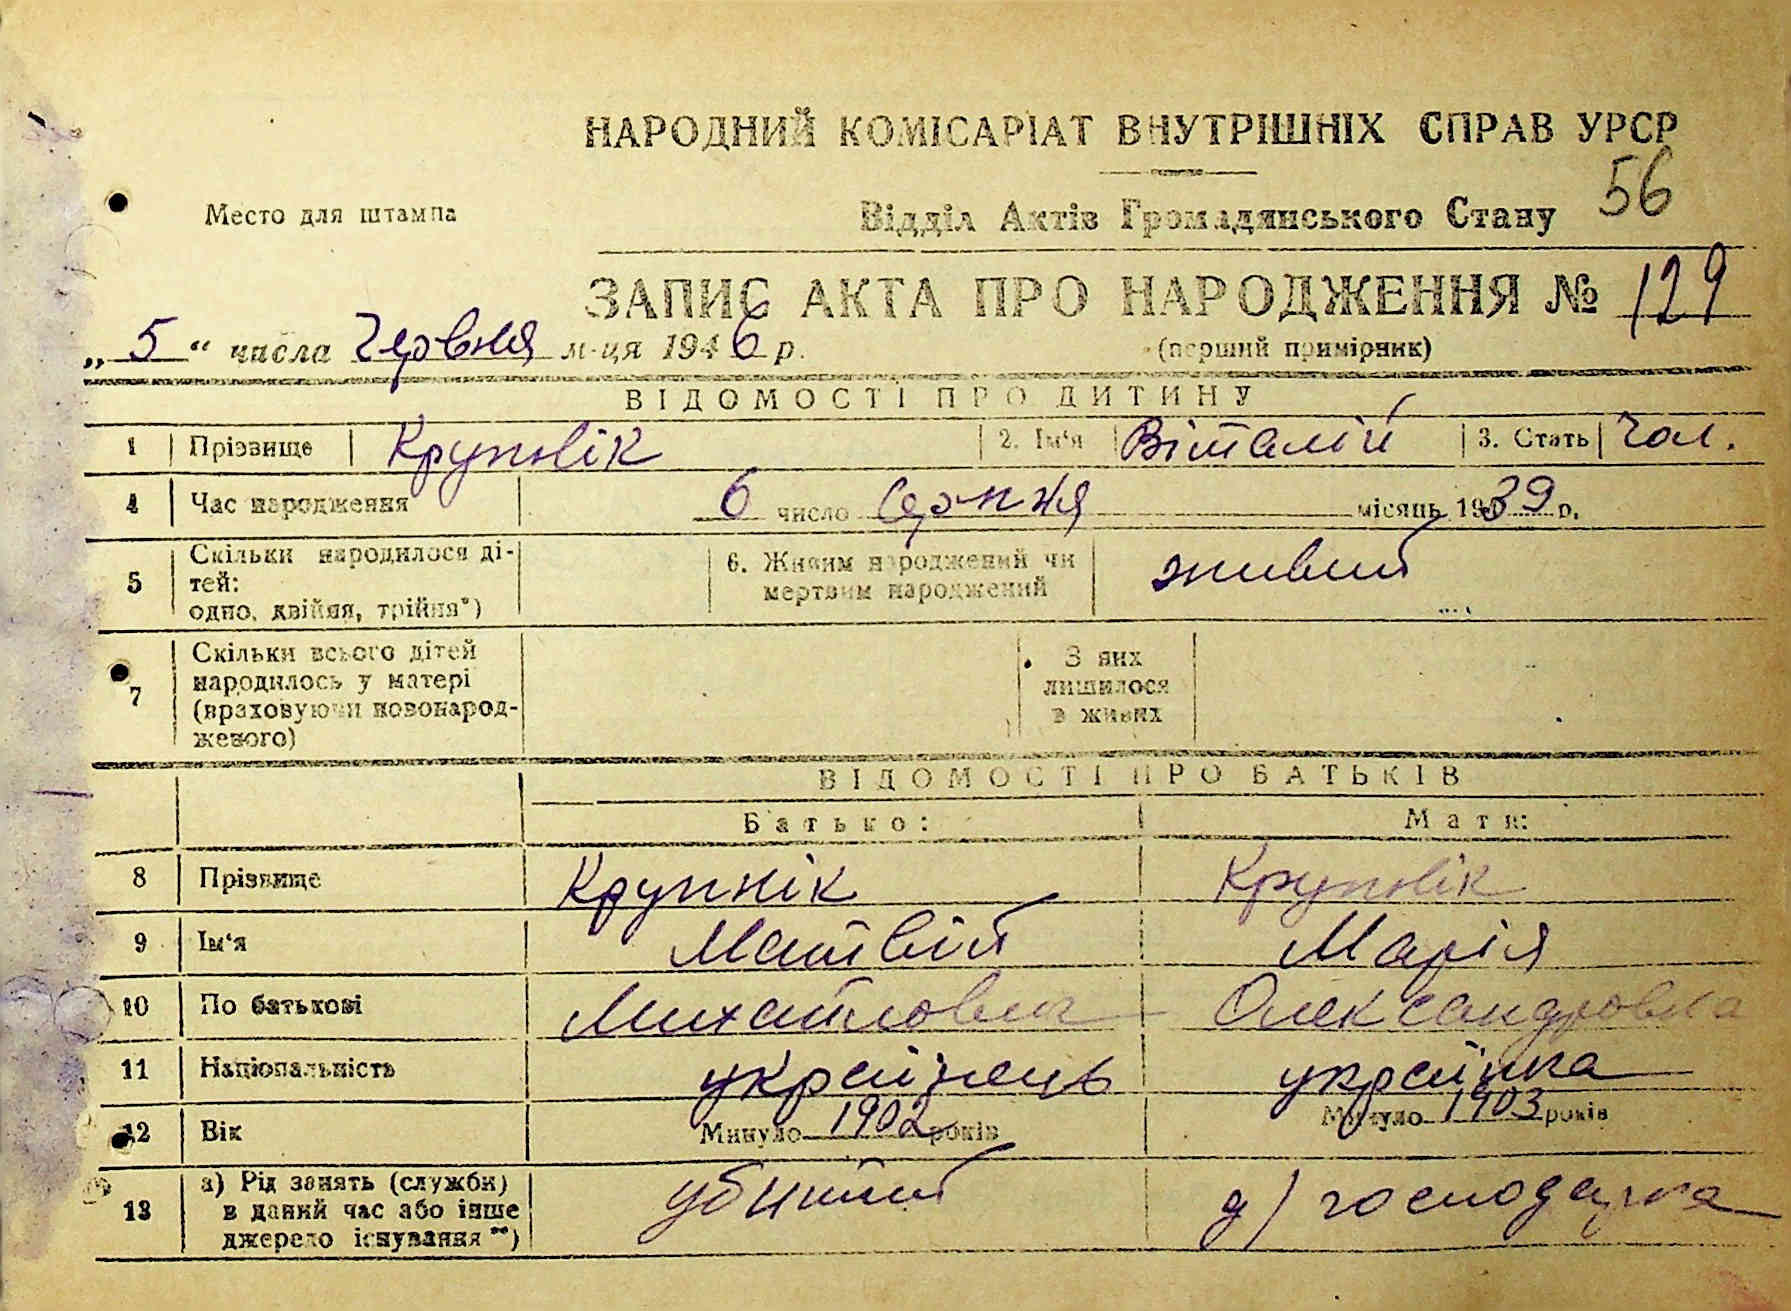 НАРОДНИЙ КОМІСАРІАТ ВНУТРІШНІХ СПРАВ УРСР
56
Место для штампа
Відділ Актів Громадянського Стану
ЗАПИС АКТА ПРО НАРОДЖЕННЯ № 129
„5“ числа Червня м-ця 1946 р.
(перший примірник)
ВІДОМОСТІ ПРО ДИТИНУ
1 Прізвище Крупнік 2. Ім‘я Віталій 3. Стать Чол.
4 Час народження 6 число Серпня місяць 1939 р.
5 Скільки народилося ді-
тей:
одно, двійня, трійня*)
6. Живим народжений чи
мертвим народжений
живий
7 Скільки всього дітей
народилось у матері
(враховуючи новонарод-
женого)
З них
лишилося
в живих
ВІДОМОСТІ ПРО БАТЬКІВ
Батько: Мати:
8 Прізвище Крупнік Крупнік
9 Ім‘я Матвій Марія
10 По батькові Михайлович Олександровна
11 Національність українець українка
12 Вік Минуло 1902 років Минуло 1903 років
13 а) Рід занять (служби)
в даний час або інше
джерело існування **)
убитий д/господарка